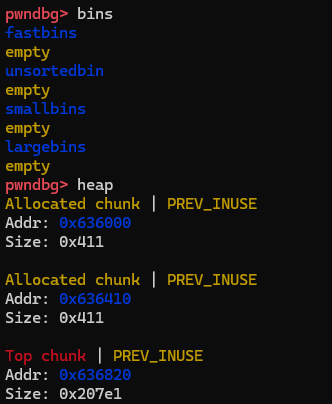 pwndbg> bins
fastbins
empty
unsortedbin
empty
smallbins
empty
largebins
empty
pwndbg> heap
Allocated chunk | PREV_INUSE
Addr: 0x636000
Size: 0x411
Allocated chunk | PREV_INUSE
Addr: 0x636410
Size: 0x411
Top chunk | PREV_INUSE
Addr: 0x636820
Size: 0x207e1